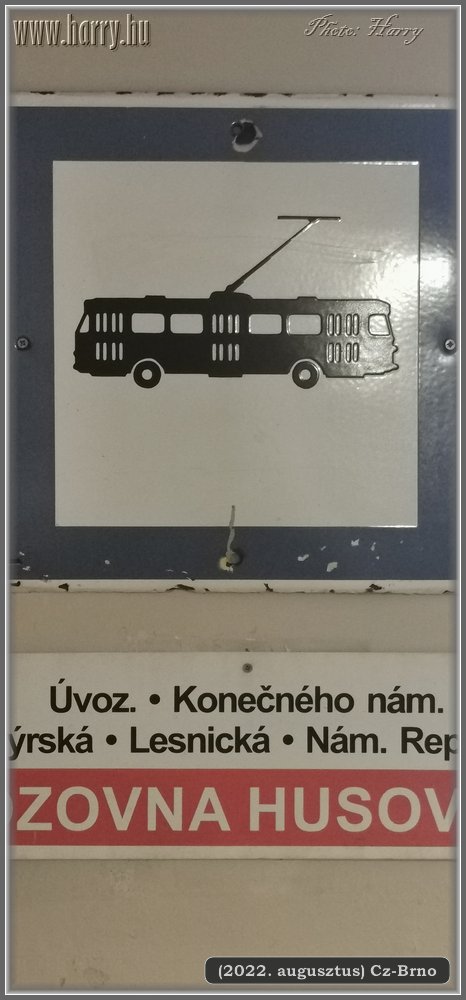 www.harry.hu
Photo: Harry
Úvoz. • Konečného nám.
ýrská • Lesnická • Nám. Rep
OZOVNA HUSOV
(2022. augusztus) Cz-Brno